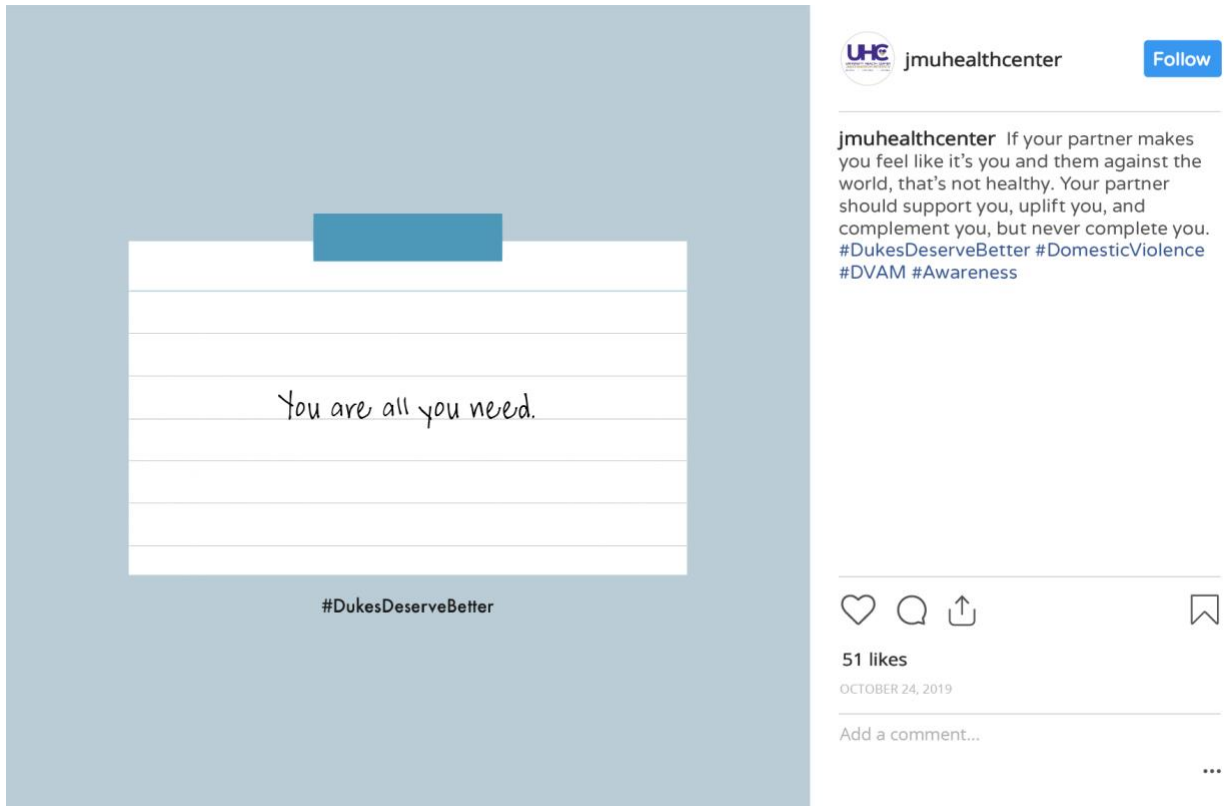 You are all you need.
#DukesDeserveBetter
UHC
jmuhealthcenter
Follow
jmuhealthcenter If your partner makes
you feel like it's you and them against the
world, that's not healthy. Your partner
should support you, uplift you, and
complement you, but never complete you.
#DukesDeserveBetter #DomesticViolence
#DVAM #Awareness
51 likes
OCTOBER 24, 2019
Add a comment...